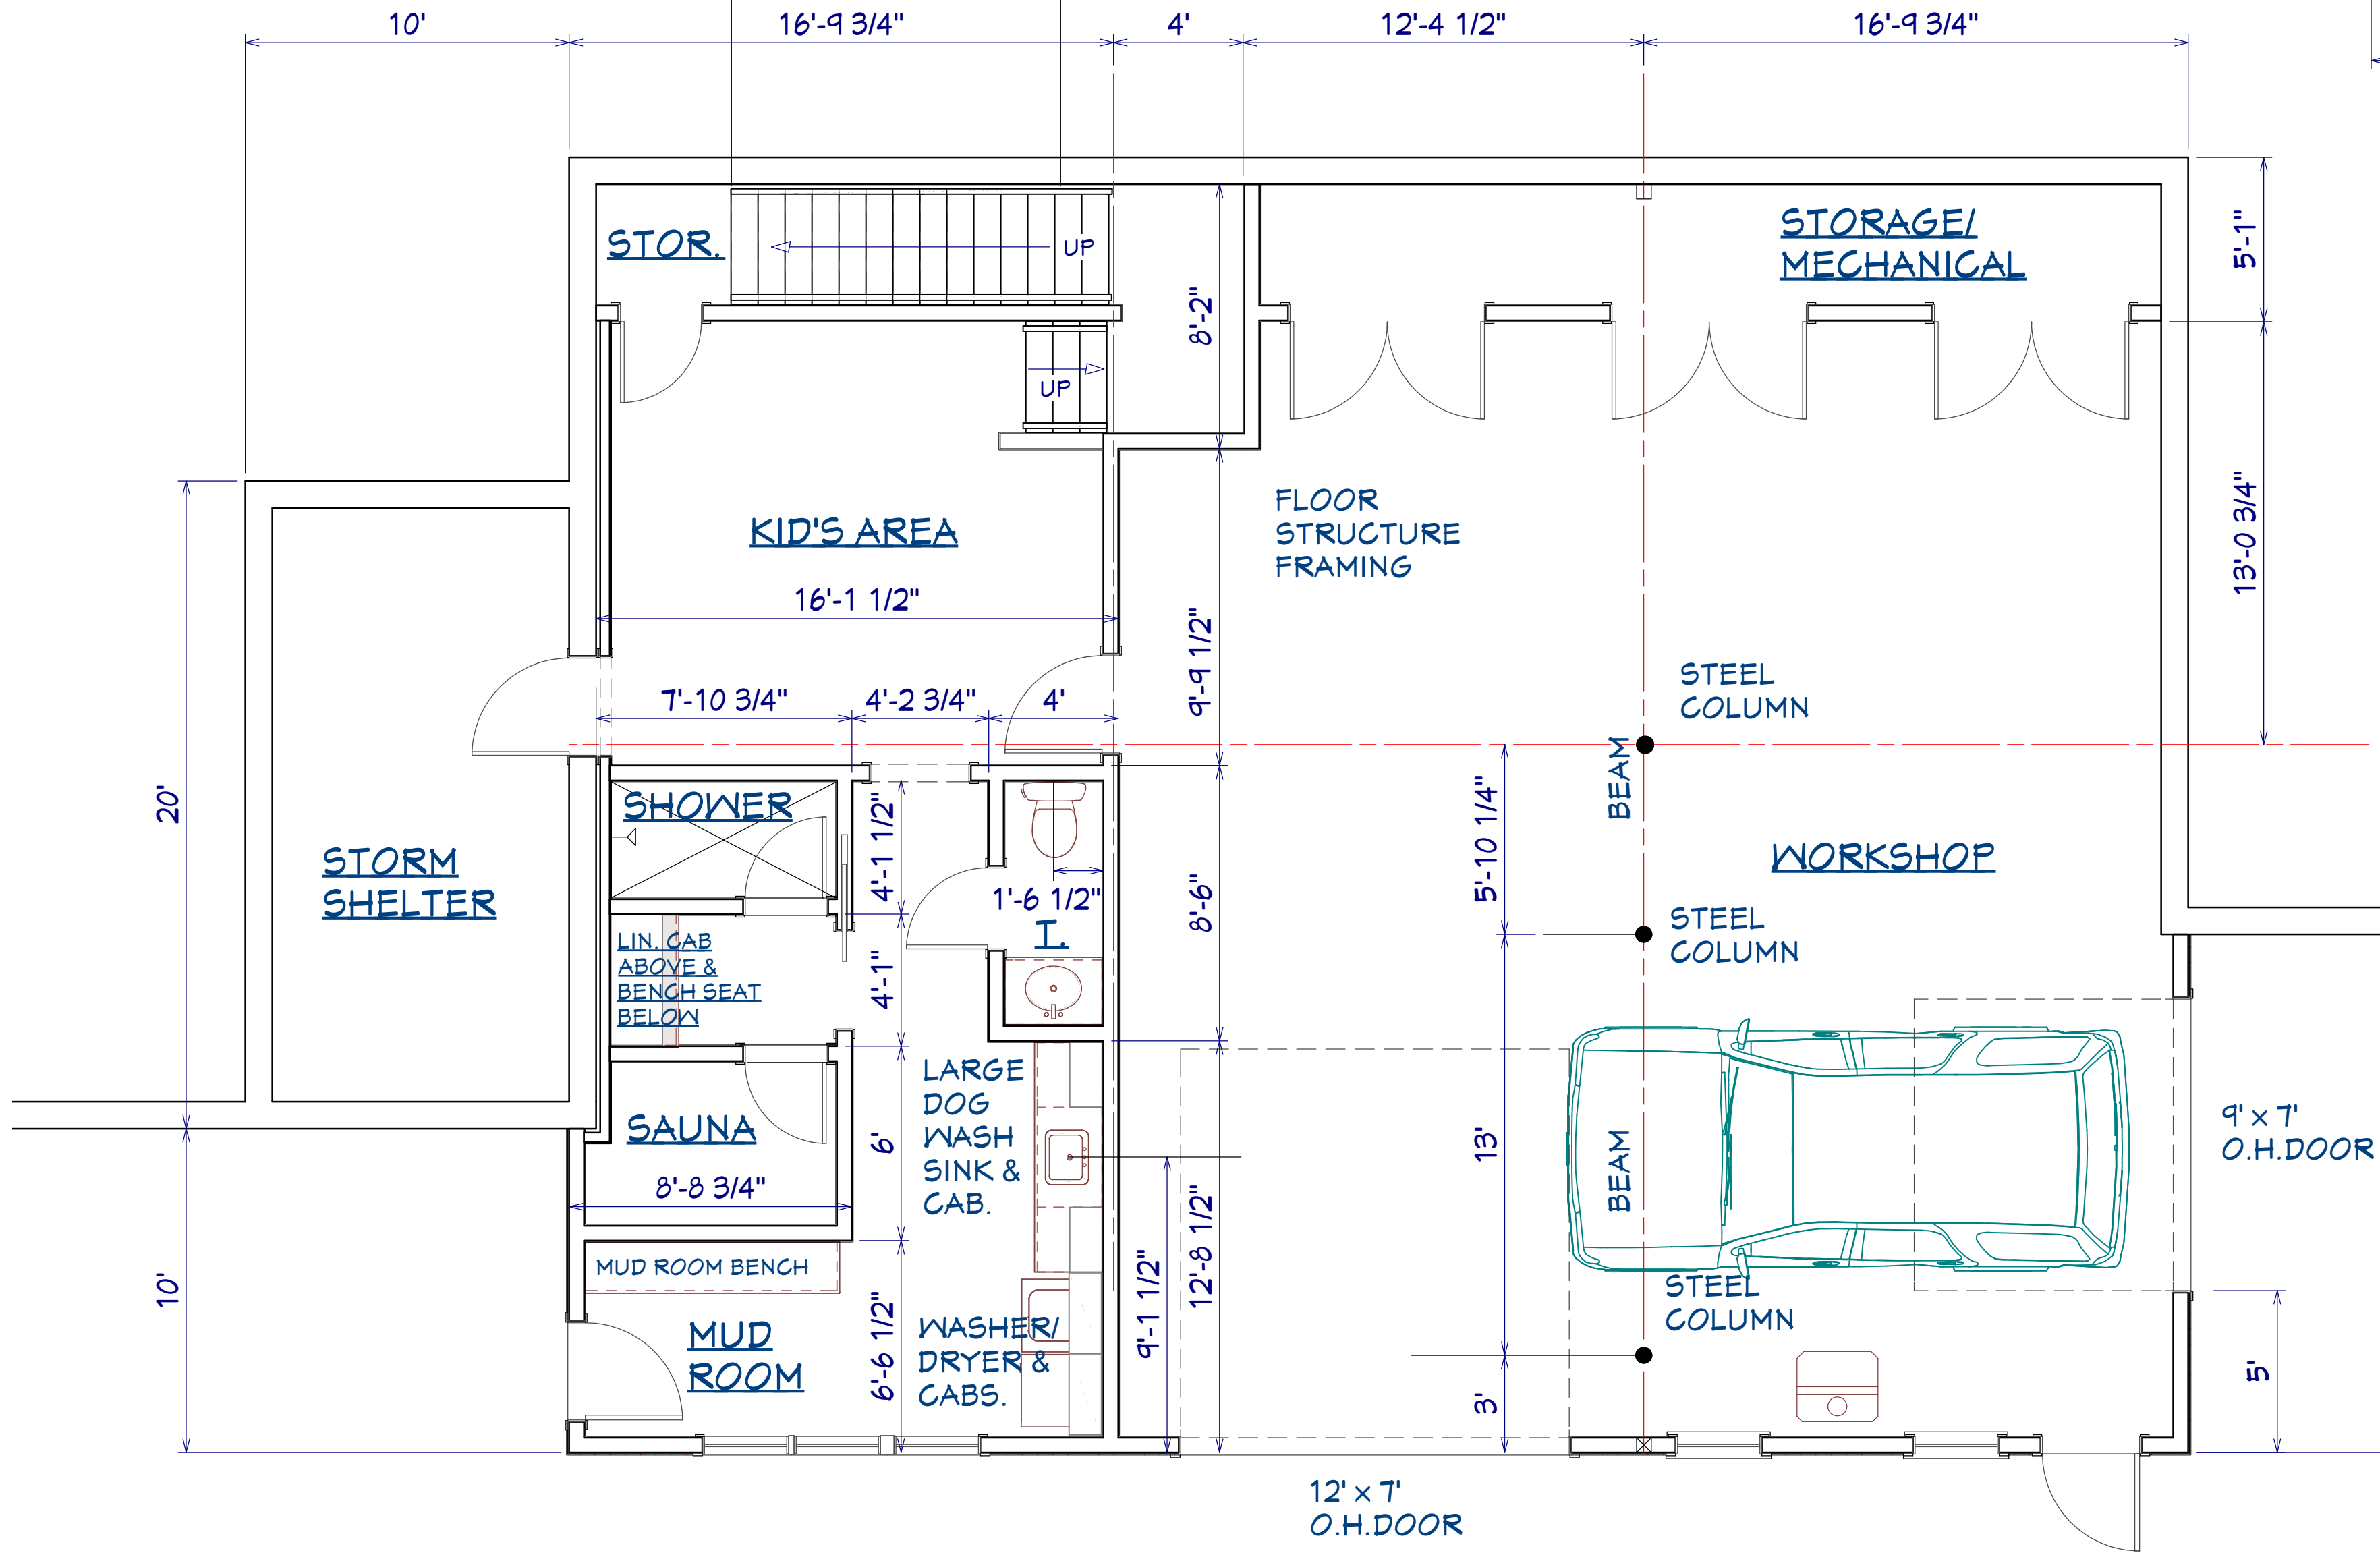 10'
16'-9 3/4"
4'
12'-4 1/2"
16'-9 3/4"
STOR.
UP
8'-2"
STORAGE/
MECHANICAL
5'-1"
UP
KID'S AREA
FLOOR
STRUCTURE
FRAMING
13'-0 3/4"
16'-1 1/2"
9'-9 1/2"
7'-10 3/4"
4'-2 3/4"
4'
STEEL
COLUMN
BEAM
20'
STORM
SHELTER
SHOWER
4'-1 1/2"
1'-6 1/2"
T.
8'-6"
5'-10 1/4"
WORKSHOP
STEEL
COLUMN
LIN. CAB
ABOVE &
BENCH SEAT
BELOW
4'-1"
SAUNA
8'-8 3/4"
6'
LARGE
DOG
WASH
SINK &
CAB.
13'
BEAM
9' x 7'
O.H.DOOR
10'
MUD ROOM BENCH
MUD
ROOM
6'-6 1/2"
WASHER/
DRYER &
CABS.
9'-1 1/2"
12'-8 1/2"
STEEL
COLUMN
3'
5'
12' x 7'
O.H.DOOR